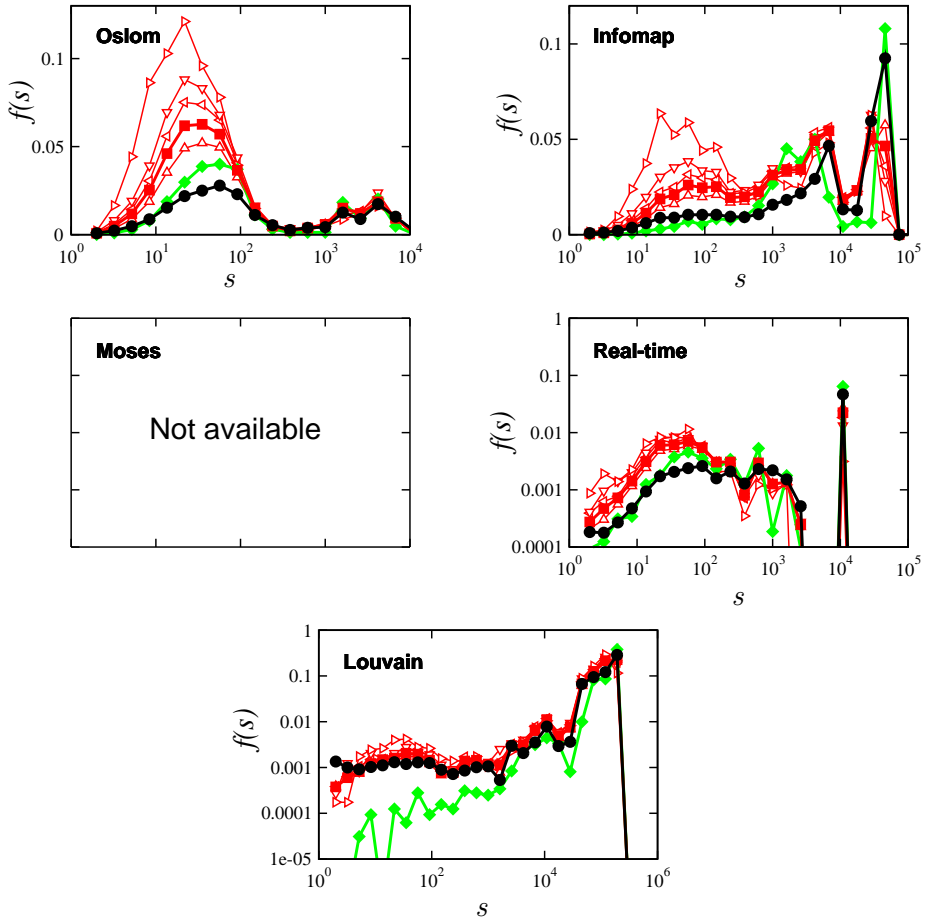 Oslom
f(s)
0.1
0.05
0
10^0 10^1 10^2 10^3 10^4
s
Infomap
f(s)
0.1
0.05
0
10^0 10^1 10^2 10^3 10^4 10^5
s
Moses
Not available
Real-time
f(s)
1
0.1
0.01
0.001
0.0001
10^0 10^1 10^2 10^3 10^4 10^5
s
Louvain
f(s)
1
0.1
0.01
0.001
0.0001
1e-05
10^0 10^2 10^4 10^6
s